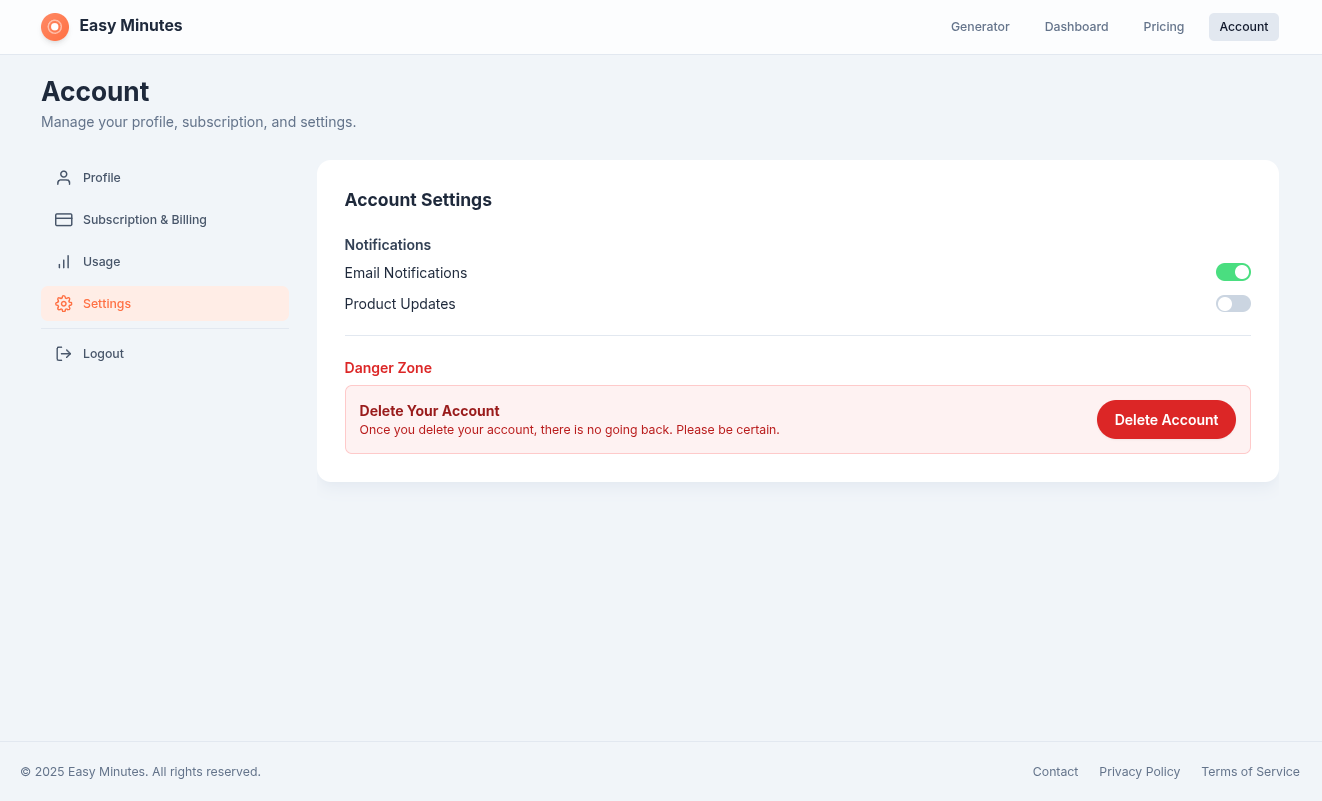 Easy Minutes
Generator
Dashboard
Pricing
Account
Account
Manage your profile, subscription, and settings.
Profile
Subscription & Billing
Usage
Settings
Logout
Account Settings
Notifications
Email Notifications
Product Updates
Danger Zone
Delete Your Account
Once you delete your account, there is no going back. Please be certain.
Delete Account
© 2025 Easy Minutes. All rights reserved.
Contact
Privacy Policy
Terms of Service